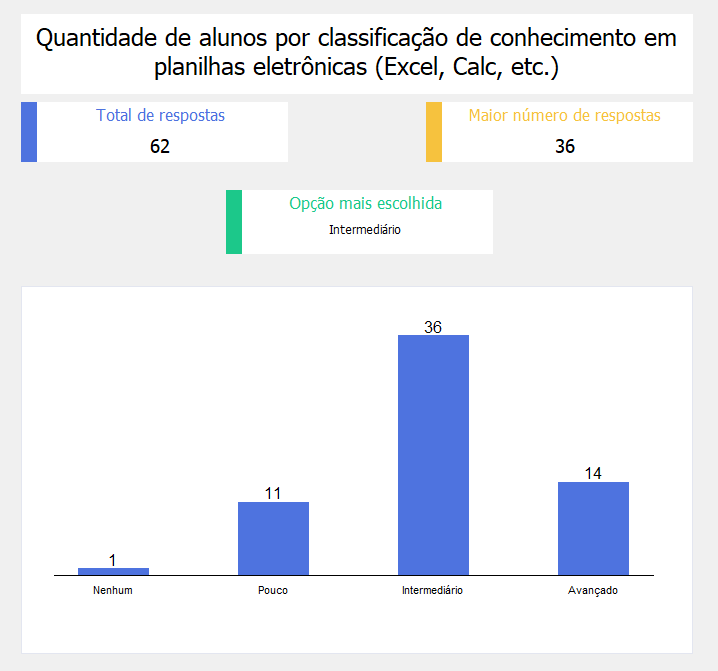 Quantidade de alunos por classificação de conhecimento em
planilhas eletrônicas (Excel, Calc, etc.)
Total de respostas
62
Maior número de respostas
36
Opção mais escolhida
Intermediário
36
14
11
1
Nenhum
Pouco
Intermediário
Avançado